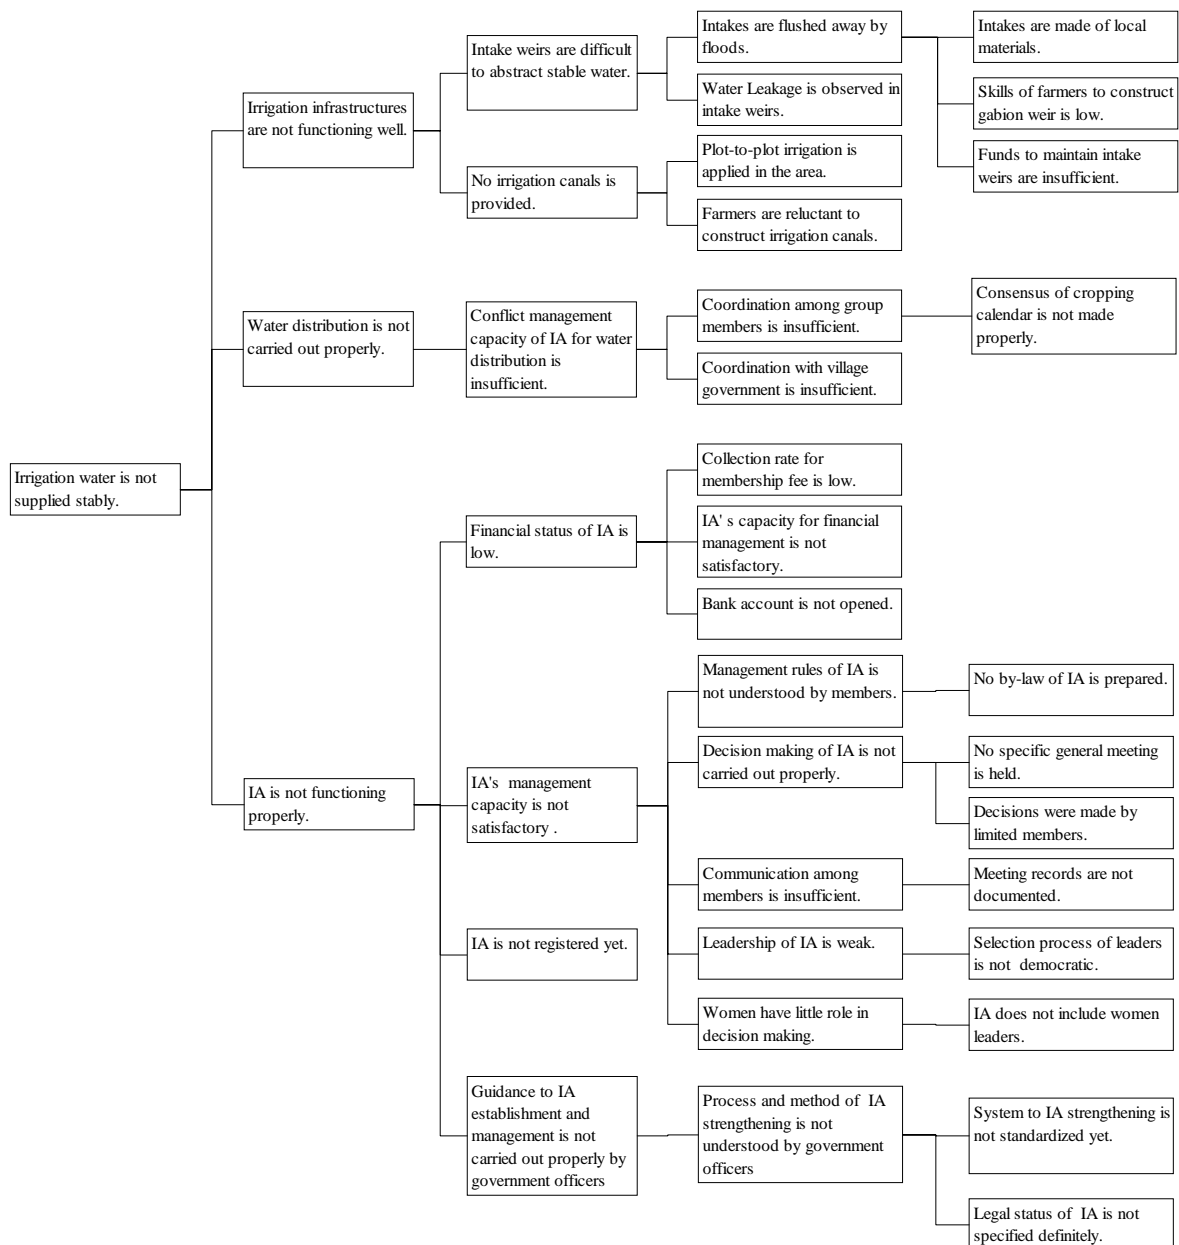 Irrigation water is not
supplied stably.
Irrigation infrastructures
are not functioning well.
Intake weirs are difficult
to abstract stable water.
Intakes are flushed away by
floods.
Intakes are made of local
materials.
Skills of farmers to construct
gabion weir is low.
Funds to maintain intake
weirs are insufficient.
Water Leakage is observed in
intake weirs.
No irrigation canals is
provided.
Plot-to-plot irrigation is
applied in the area.
Farmers are reluctant to
construct irrigation canals.
Water distribution is not
carried out properly.
Conflict management
capacity of IA for water
distribution is
insufficient.
Coordination among group
members is insufficient.
Consensus of cropping
calendar is not made
properly.
Coordination with village
government is insufficient.
IA is not functioning
properly.
Financial status of IA is
low.
Collection rate for
membership fee is low.
IA' s capacity for financial
management is not
satisfactory.
Bank account is not opened.
IA's  management
capacity is not
satisfactory .
Management rules of IA is
not understood by members.
No by-law of IA is prepared.
Decision making of IA is not
carried out properly.
No specific general meeting
is held.
Decisions were made by
limited members.
Communication among
members is insufficient.
Meeting records are not
documented.
Leadership of IA is weak.
Selection process of leaders
is not  democratic.
Women have little role in
decision making.
IA does not include women
leaders.
IA is not registered yet.
Guidance to IA
establishment and
management is not
carried out properly by
government officers
Process and method of  IA
strengthening is not
understood by government
officers
System to IA strengthening is
not standardized yet.
Legal status of  IA is not
specified definitely.